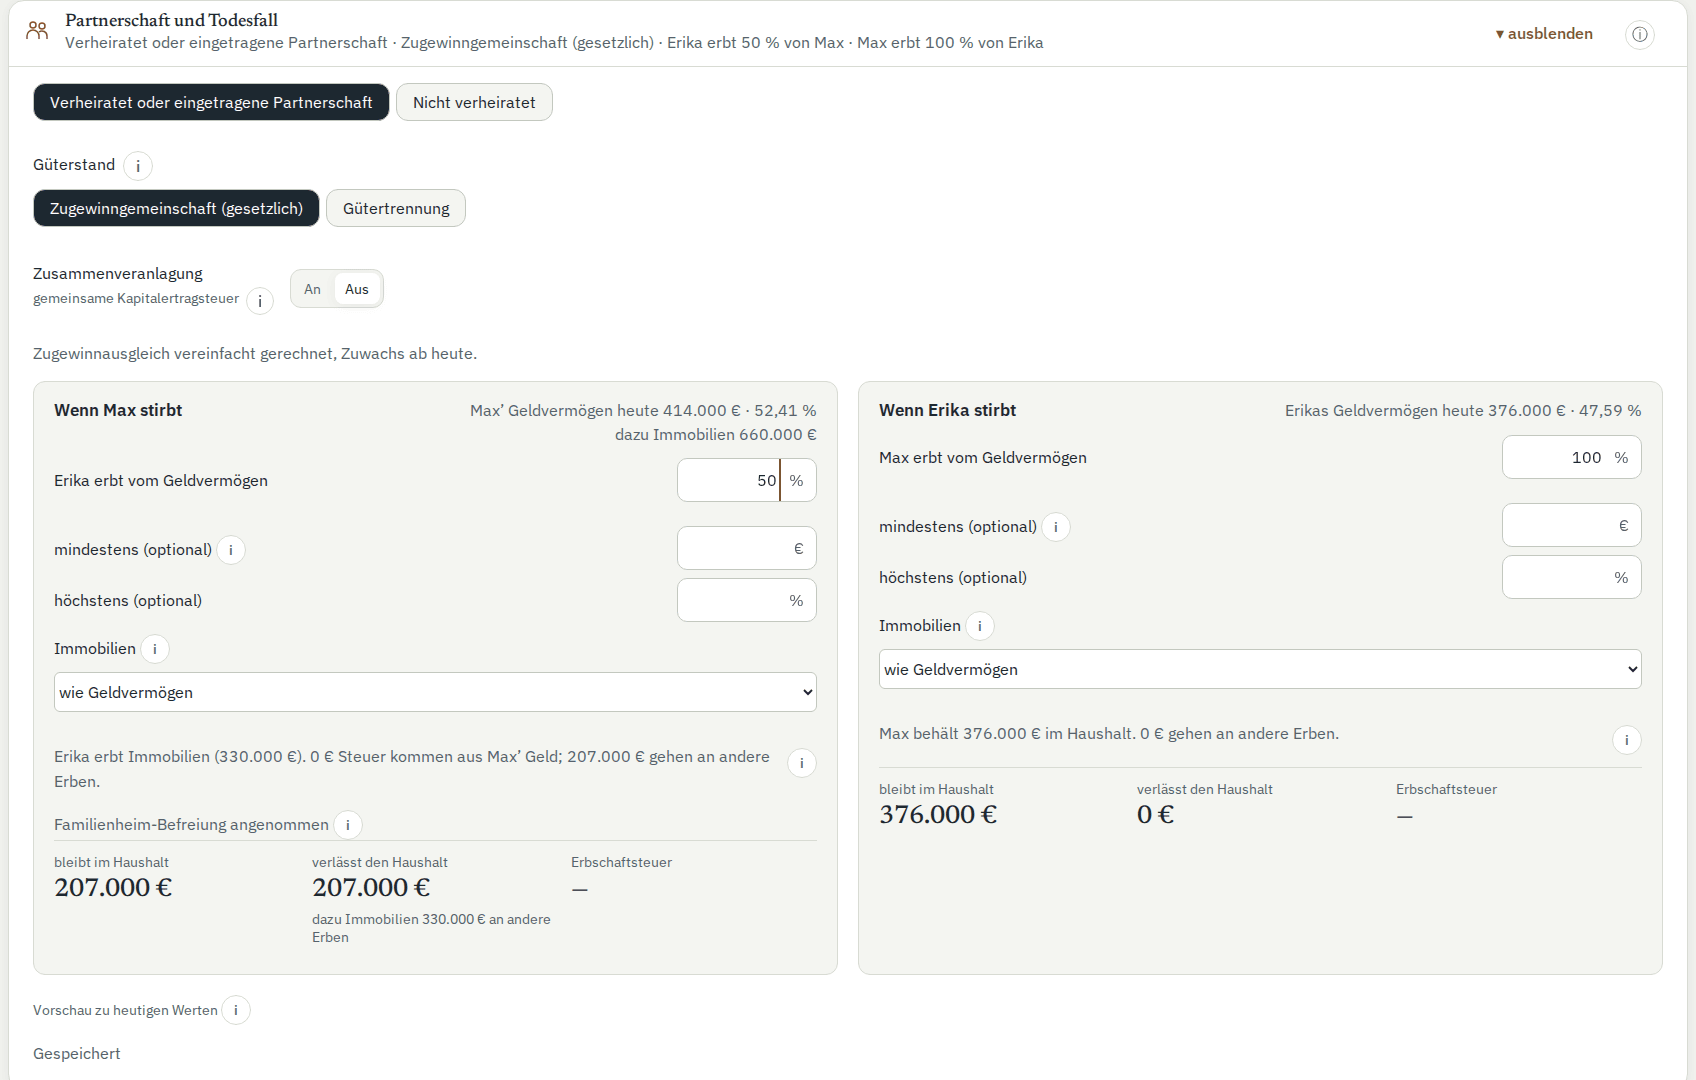 Partnerschaft und Todesfall
Verheiratet oder eingetragene Partnerschaft · Zugewinngemeinschaft (gesetzlich) · Erika erbt 50 % von Max · Max erbt 100 % von Erika
▾ ausblenden
ⓘ
Verheiratet oder eingetragene Partnerschaft
Nicht verheiratet
Güterstand i
Zugewinngemeinschaft (gesetzlich)
Gütertrennung
Zusammenveranlagung
gemeinsame Kapitalertragsteuer i
An
Aus
Zugewinnausgleich vereinfacht gerechnet, Zuwachs ab heute.
Wenn Max stirbt
Max’ Geldvermögen heute 414.000 € · 52,41 %
dazu Immobilien 660.000 €
Erika erbt vom Geldvermögen
50 %
mindestens (optional) i
€
höchstens (optional)
%
Immobilien i
wie Geldvermögen
Erika erbt Immobilien (330.000 €). 0 € Steuer kommen aus Max’ Geld; 207.000 € gehen an andere
Erben.
i
Familienheim-Befreiung angenommen i
bleibt im Haushalt
207.000 €
verlässt den Haushalt
207.000 €
dazu Immobilien 330.000 € an andere
Erben
Erbschaftsteuer
–
Wenn Erika stirbt
Erikas Geldvermögen heute 376.000 € · 47,59 %
Max erbt vom Geldvermögen
100 %
mindestens (optional) i
€
höchstens (optional)
%
Immobilien i
wie Geldvermögen
Max behält 376.000 € im Haushalt. 0 € gehen an andere Erben.
i
bleibt im Haushalt
376.000 €
verlässt den Haushalt
0 €
Erbschaftsteuer
–
Vorschau zu heutigen Werten i
Gespeichert